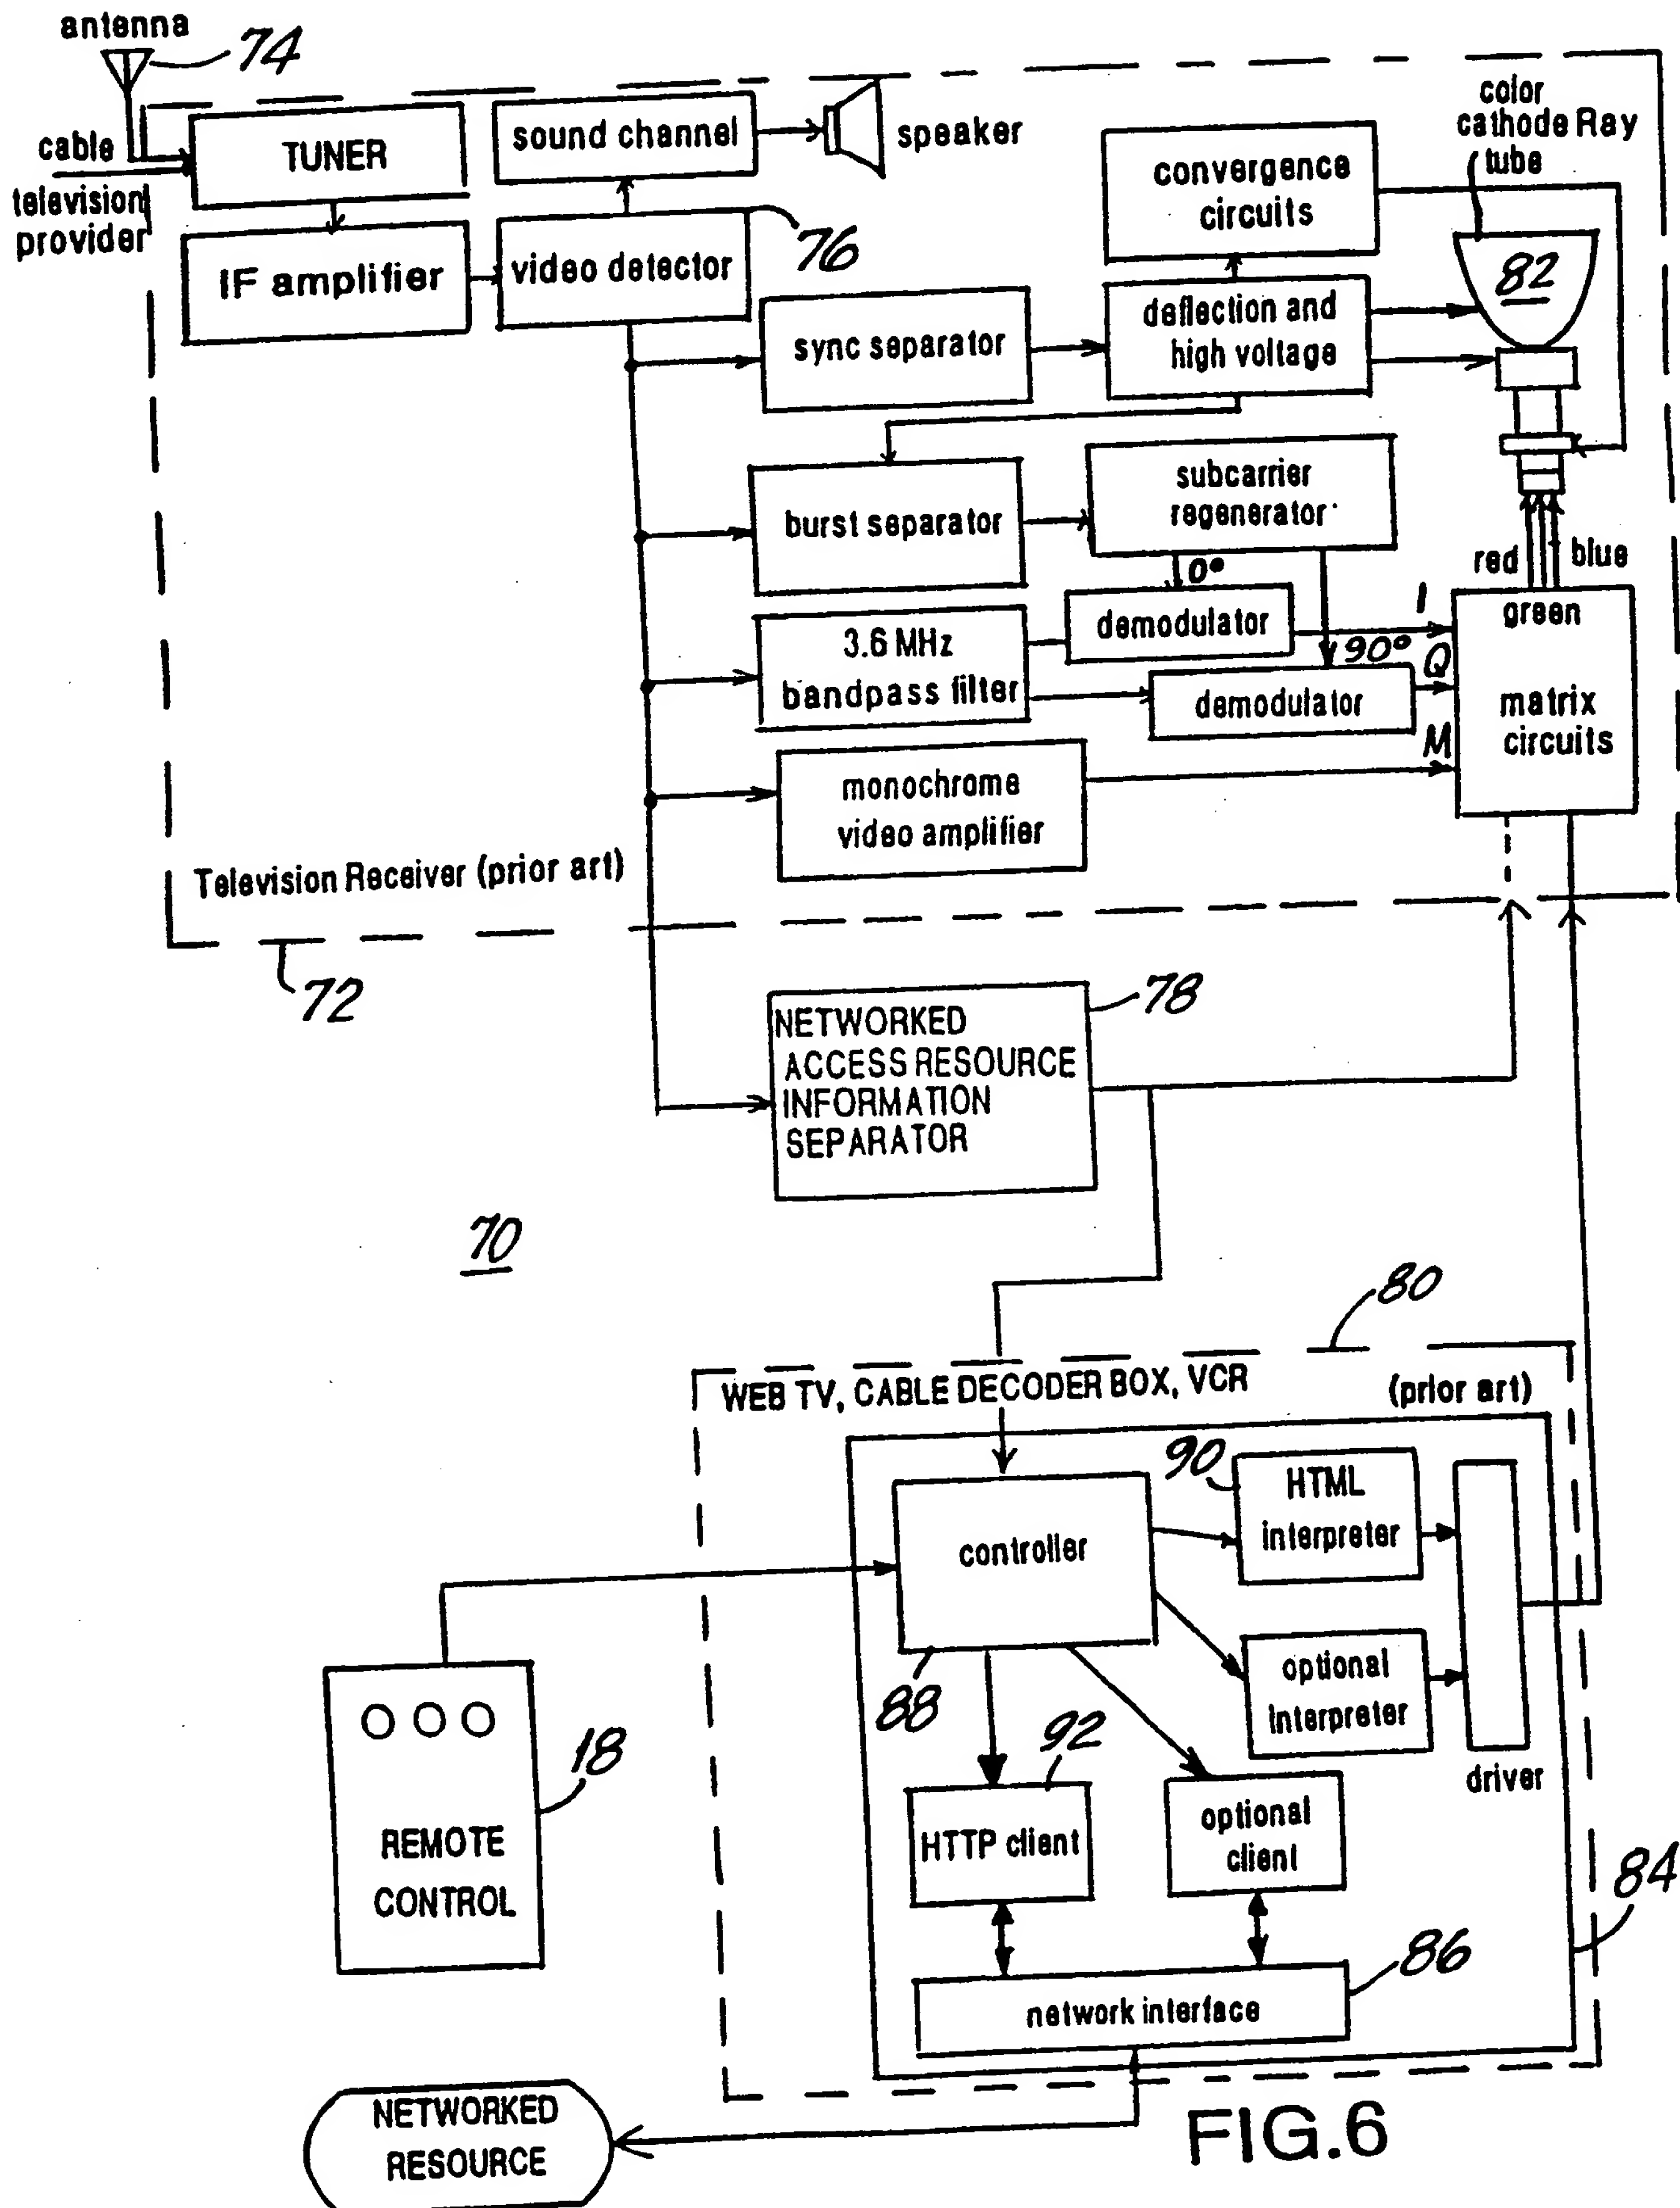 antenna
74
cable
television
provider
TUNER
sound channel
speaker
IF amplifier
video detector
76
convergence
circuits
color
cathode Ray
tube
82
sync separator
deflection and
high voltage
burst separator
subcarrier
regenerator
0°
red
blue
green
3.6 MHz
bandpass filter
demodulator
I
90°
Q
demodulator
matrix
circuits
M
monochrome
video amplifier
Television Receiver (prior art)
72
NETWORKED
ACCESS RESOURCE
INFORMATION
SEPARATOR
78
70
80
WEB TV, CABLE DECODER BOX, VCR
(prior art)
controller
88
90
HTML
interpreter
optional
interpreter
driver
REMOTE
CONTROL
18
92
HTTP client
optional
client
84
network interface
86
NETWORKED
RESOURCE
FIG.6